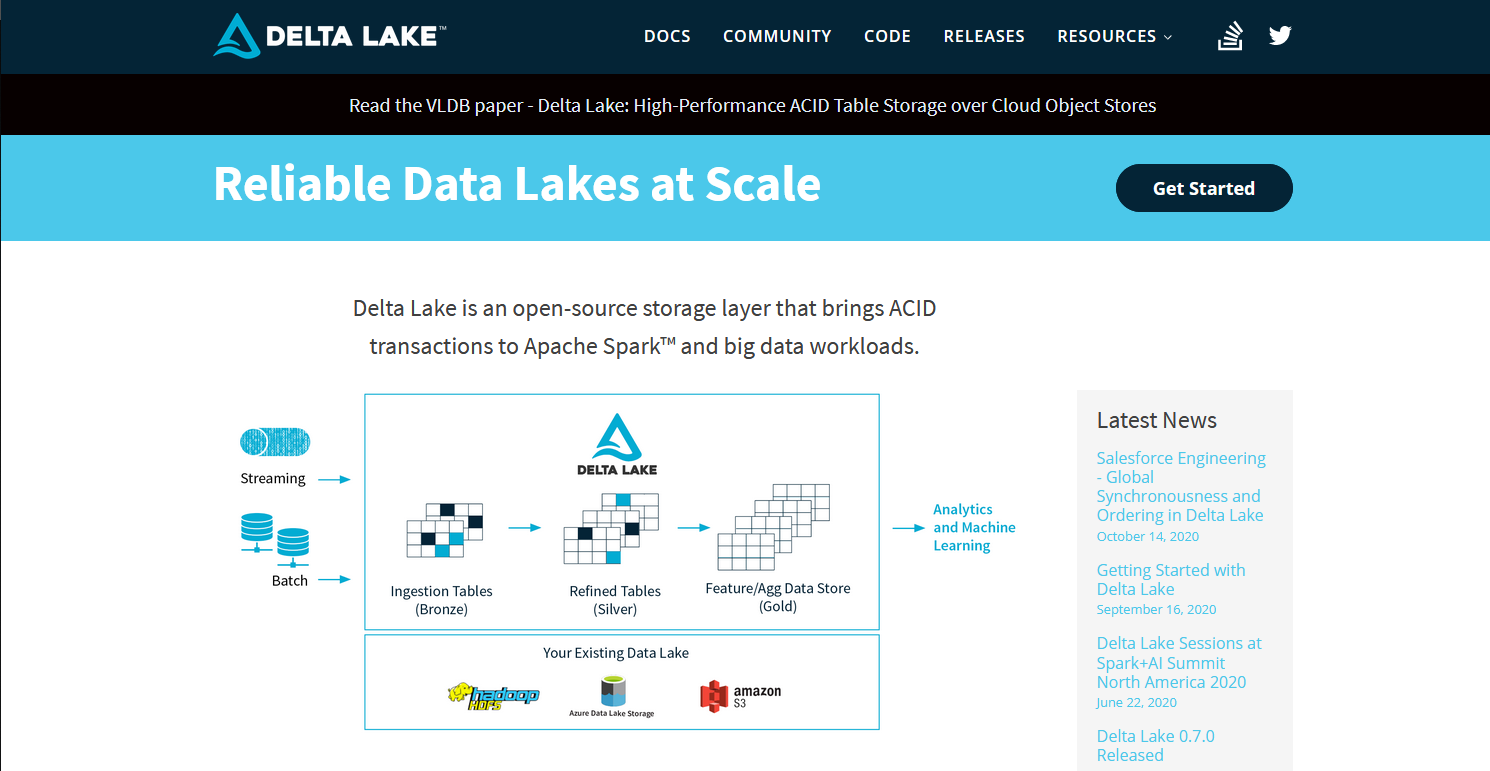 DELTA LAKE™
DOCS COMMUNITY CODE RELEASES RESOURCES
Read the VLDB paper - Delta Lake: High-Performance ACID Table Storage over Cloud Object Stores
Reliable Data Lakes at Scale
Get Started
Delta Lake is an open-source storage layer that brings ACID
transactions to Apache Spark™ and big data workloads.
Streaming
Batch
DELTA LAKE
Ingestion Tables
(Bronze)
Refined Tables
(Silver)
Feature/Agg Data Store
(Gold)
Analytics
and Machine
Learning
Your Existing Data Lake
hadoop
HDFS
Azure Data Lake Storage
amazon
S3
Latest News
Salesforce Engineering
- Global
Synchronousness and
Ordering in Delta Lake
October 14, 2020
Getting Started with
Delta Lake
September 16, 2020
Delta Lake Sessions at
Spark+AI Summit
North America 2020
June 22, 2020
Delta Lake 0.7.0
Released